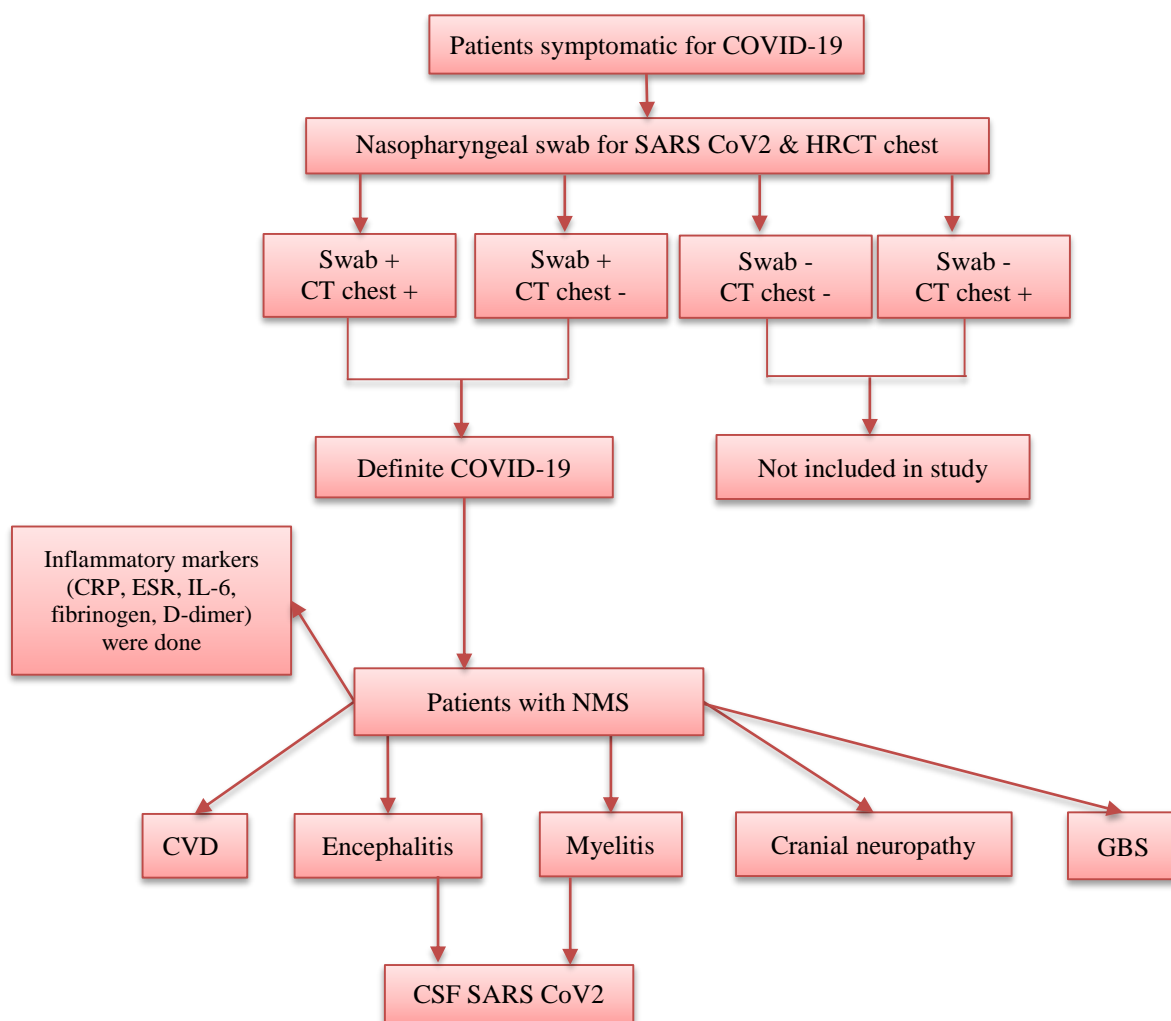 Patients symptomatic for COVID-19
Nasopharyngeal swab for SARS CoV2 & HRCT chest
Swab +
CT chest +
Swab +
CT chest -
Swab -
CT chest -
Swab -
CT chest +
Definite COVID-19
Not included in study
Inflammatory markers
(CRP, ESR, IL-6,
fibrinogen, D-dimer)
were done
Patients with NMS
CVD
Encephalitis
Myelitis
Cranial neuropathy
GBS
CSF SARS CoV2